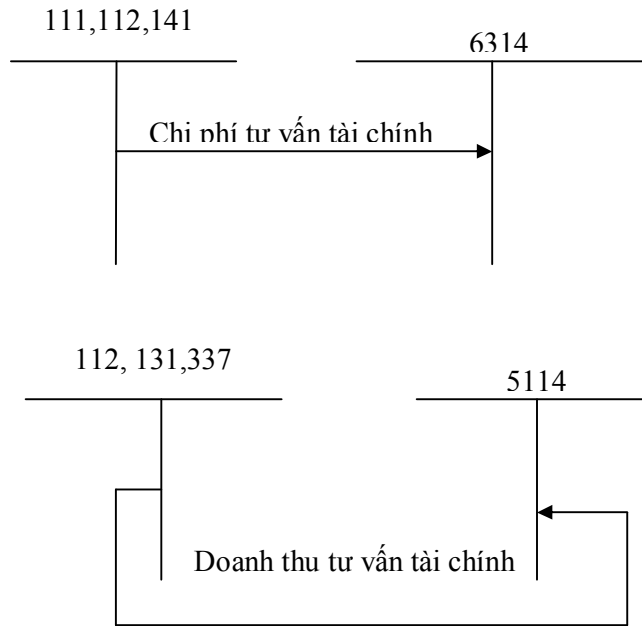 111,112,141
6314
Chi phí tư vấn tài chính
112, 131,337
5114
Doanh thu tư vấn tài chính